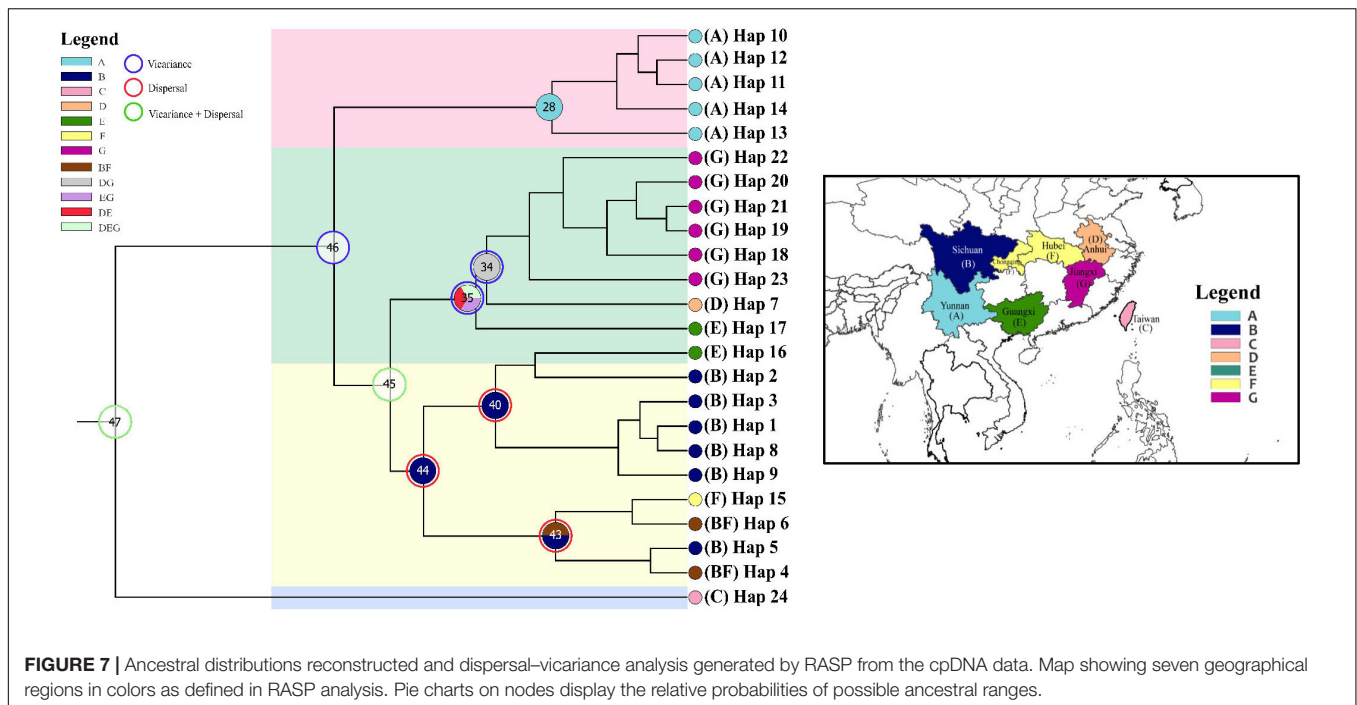 Legend
A
B
C
D
E
F
G
BF
DG
EG
DE
DEG
Vicariance
Dispersal
Vicariance + Dispersal
47
46
28
45
35
34
44
40
43
(A) Hap 10
(A) Hap 12
(A) Hap 11
(A) Hap 14
(A) Hap 13
(G) Hap 22
(G) Hap 20
(G) Hap 21
(G) Hap 19
(G) Hap 18
(G) Hap 23
(D) Hap 7
(E) Hap 17
(E) Hap 16
(B) Hap 2
(B) Hap 3
(B) Hap 1
(B) Hap 8
(B) Hap 9
(F) Hap 15
(BF) Hap 6
(B) Hap 5
(BF) Hap 4
(C) Hap 24
Sichuan
(B)
Chongqing
(F)
Hubei
(F)
(D)
Anhui
Jiangxi
(G)
Yunnan
(A)
Guangxi
(E)
Taiwan
(C)
Legend
A
B
C
D
E
F
G
FIGURE 7 | Ancestral distributions reconstructed and dispersal–vicariance analysis generated by RASP from the cpDNA data. Map showing seven geographical
regions in colors as defined in RASP analysis. Pie charts on nodes display the relative probabilities of possible ancestral ranges.